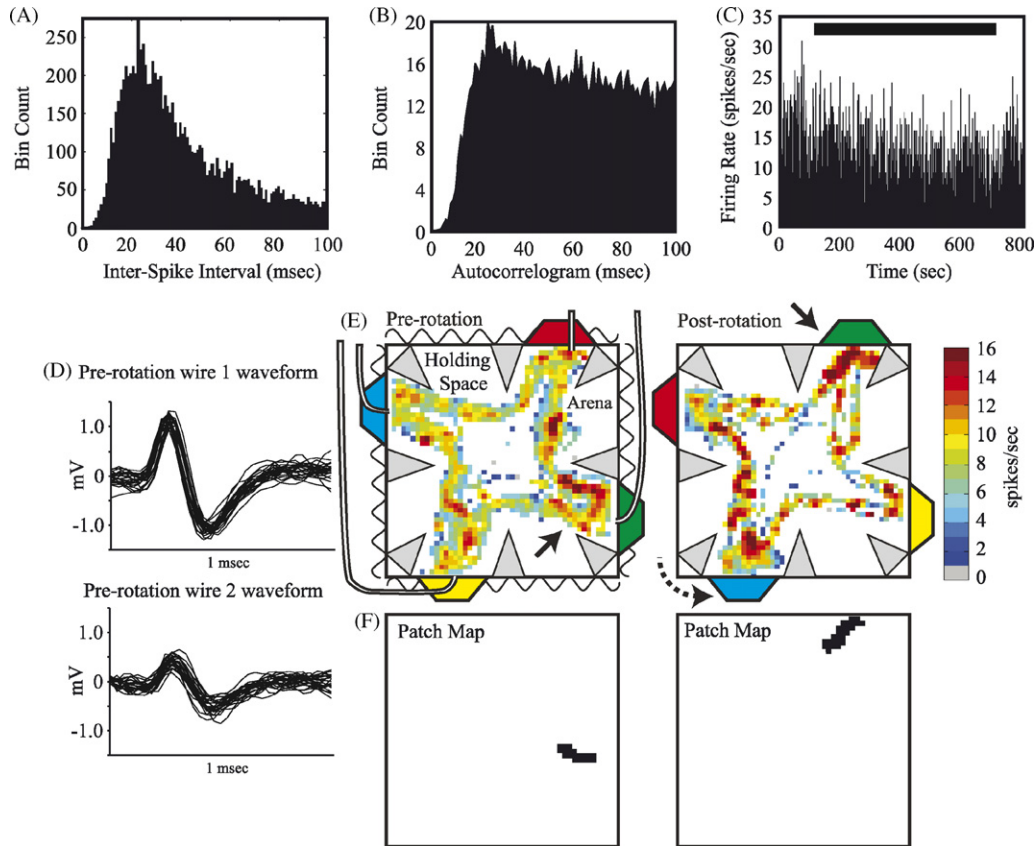 (A)
250
200
150
100
50
0
Bin Count
0 20 40 60 80 100
Inter-Spike Interval (msec)
(B)
20
16
12
8
4
0
Bin Count
0 20 40 60 80 100
Autocorrelogram (msec)
(C)
35
30
25
20
15
10
5
0
Firing Rate (spikes/sec)
0 200 400 600 800
Time (sec)
(D) Pre-rotation wire 1 waveform
1.0
0
-1.0
mV
1 msec
Pre-rotation wire 2 waveform
1.0
0
-1.0
mV
1 msec
(E) Pre-rotation
Holding
Space
Arena
Post-rotation
16
14
12
10
8
6
4
2
0
spikes/sec
(F)
Patch Map
Patch Map